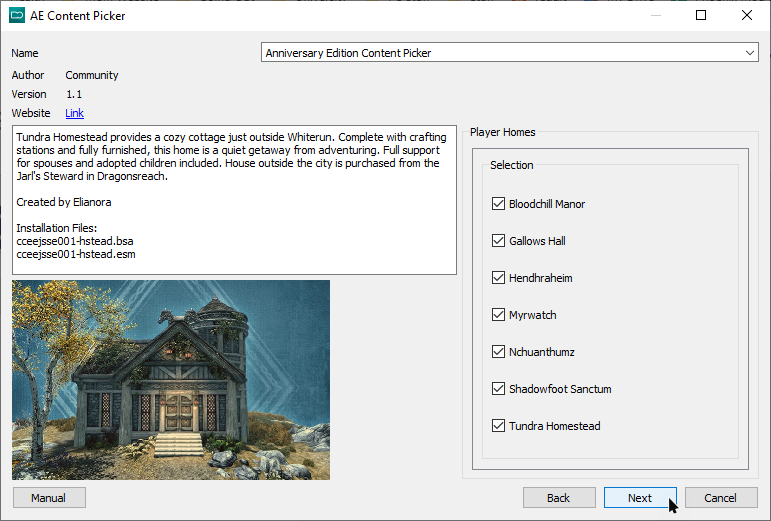 AE Content Picker
Name
Anniversary Edition Content Picker
Author Community
Version 1.1
Website Link
Tundra Homestead provides a cozy cottage just outside Whiterun. Complete with crafting
stations and fully furnished, this home is a quiet getaway from adventuring. Full support
for spouses and adopted children included. House outside the city is purchased from the
Jarl's Steward in Dragonsreach.
Created by Elianora
Installation Files:
cceejsse001-hstead.bsa
cceejsse001-hstead.esm
Player Homes
Selection
Bloodchill Manor
Gallows Hall
Hendhraheim
Myrwatch
Nchuanthumz
Shadowfoot Sanctum
Tundra Homestead
Manual
Back
Next
Cancel